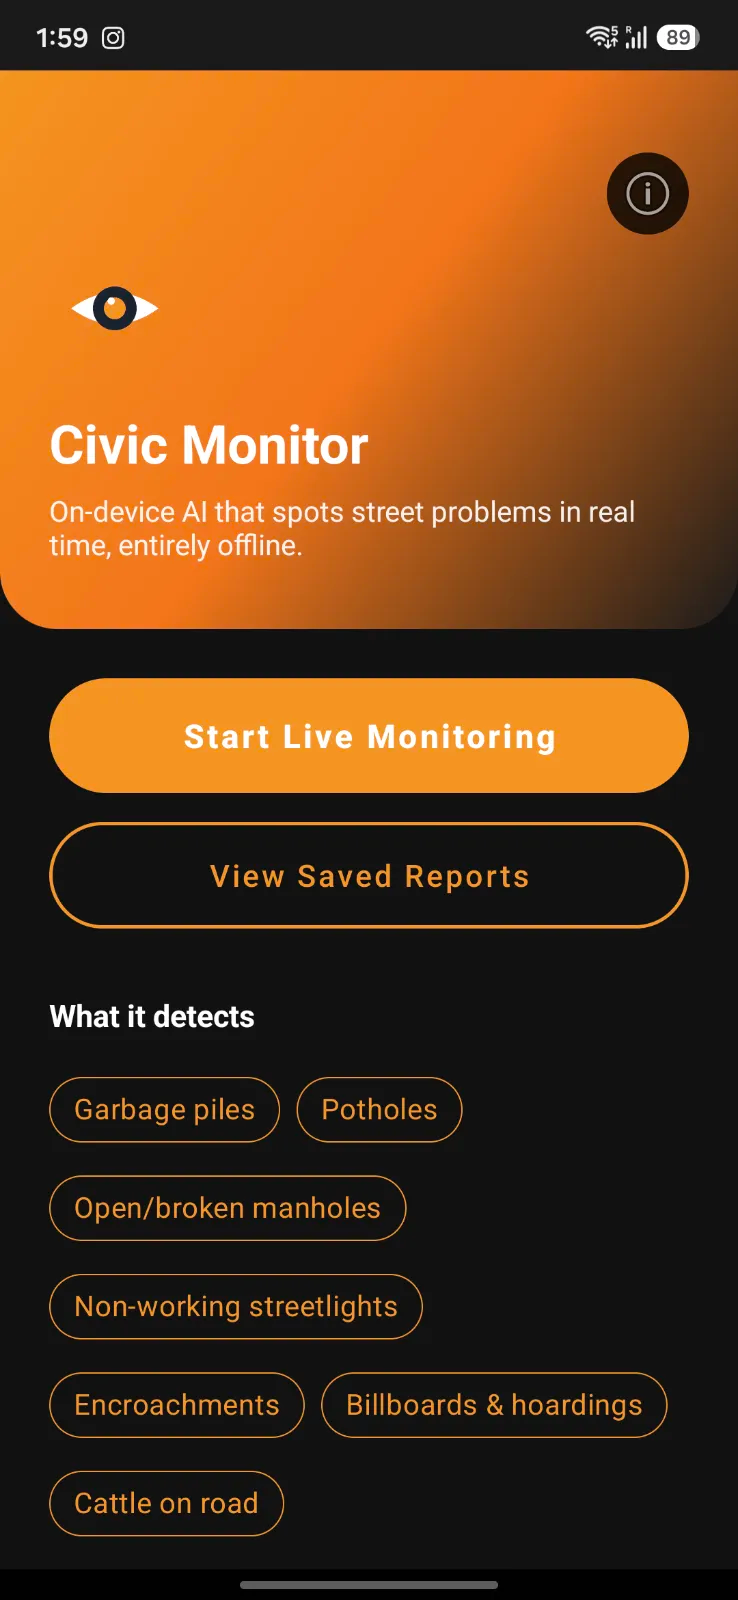 1:59
R
5
89
Civic Monitor
On-device AI that spots street problems in real
time, entirely offline.
Start Live Monitoring
View Saved Reports
What it detects
Garbage piles
Potholes
Open/broken manholes
Non-working streetlights
Encroachments
Billboards & hoardings
Cattle on road